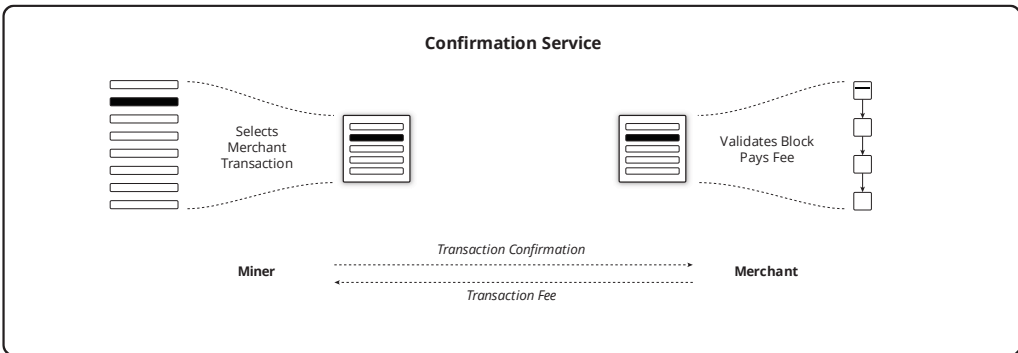 Confirmation Service
Selects
Merchant
Transaction
Validates Block
Pays Fee
Transaction Confirmation
Miner
Merchant
Transaction Fee